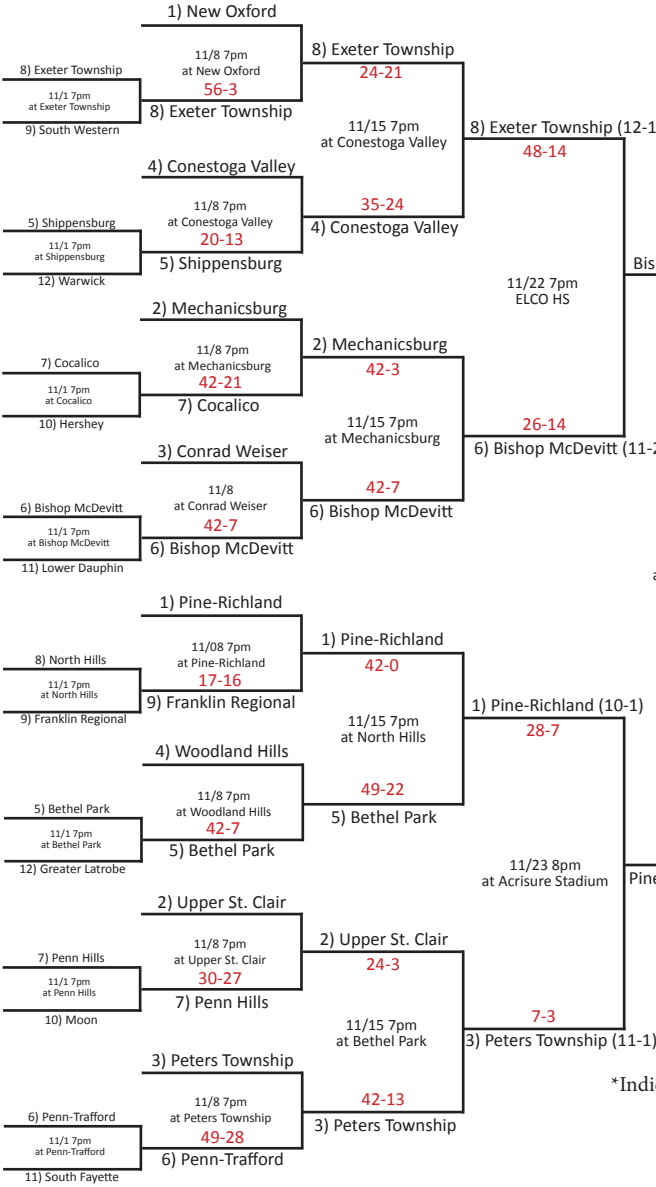 1) New Oxford
11/8 7pm
at New Oxford
8) Exeter Township
8) Exeter Township
24-21
8) Exeter Township
11/1 7pm
at Exeter Township
9) South Western
56-3
8) Exeter Township
11/15 7pm
at Conestoga Valley
8) Exeter Township (12-1
48-14
4) Conestoga Valley
11/8 7pm
at Conestoga Valley
35-24
4) Conestoga Valley
5) Shippensburg
11/1 7pm
at Shippensburg
12) Warwick
20-13
5) Shippensburg
Bis
11/22 7pm
ELCO HS
2) Mechanicsburg
11/8 7pm
at Mechanicsburg
2) Mechanicsburg
42-3
7) Cocalico
11/1 7pm
at Cocalico
10) Hershey
42-21
7) Cocalico
11/15 7pm
at Mechanicsburg
26-14
6) Bishop McDevitt (11-2
3) Conrad Weiser
11/8
at Conrad Weiser
42-7
6) Bishop McDevitt
6) Bishop McDevitt
11/1 7pm
at Bishop McDevitt
11) Lower Dauphin
42-7
6) Bishop McDevitt
a
1) Pine-Richland
11/08 7pm
at Pine-Richland
1) Pine-Richland
42-0
8) North Hills
11/1 7pm
at North Hills
9) Franklin Regional
17-16
9) Franklin Regional
11/15 7pm
at North Hills
1) Pine-Richland (10-1)
28-7
4) Woodland Hills
11/8 7pm
at Woodland Hills
49-22
5) Bethel Park
5) Bethel Park
11/1 7pm
at Bethel Park
12) Greater Latrobe
42-7
5) Bethel Park
11/23 8pm
at Acrisure Stadium
Pine
2) Upper St. Clair
11/8 7pm
at Upper St. Clair
2) Upper St. Clair
24-3
7) Penn Hills
11/1 7pm
at Penn Hills
10) Moon
30-27
7) Penn Hills
11/15 7pm
at Bethel Park
7-3
3) Peters Township (11-1)
3) Peters Township
11/8 7pm
at Peters Township
42-13
3) Peters Township
*Indic
6) Penn-Trafford
11/1 7pm
at Penn-Trafford
11) South Fayette
49-28
6) Penn-Trafford